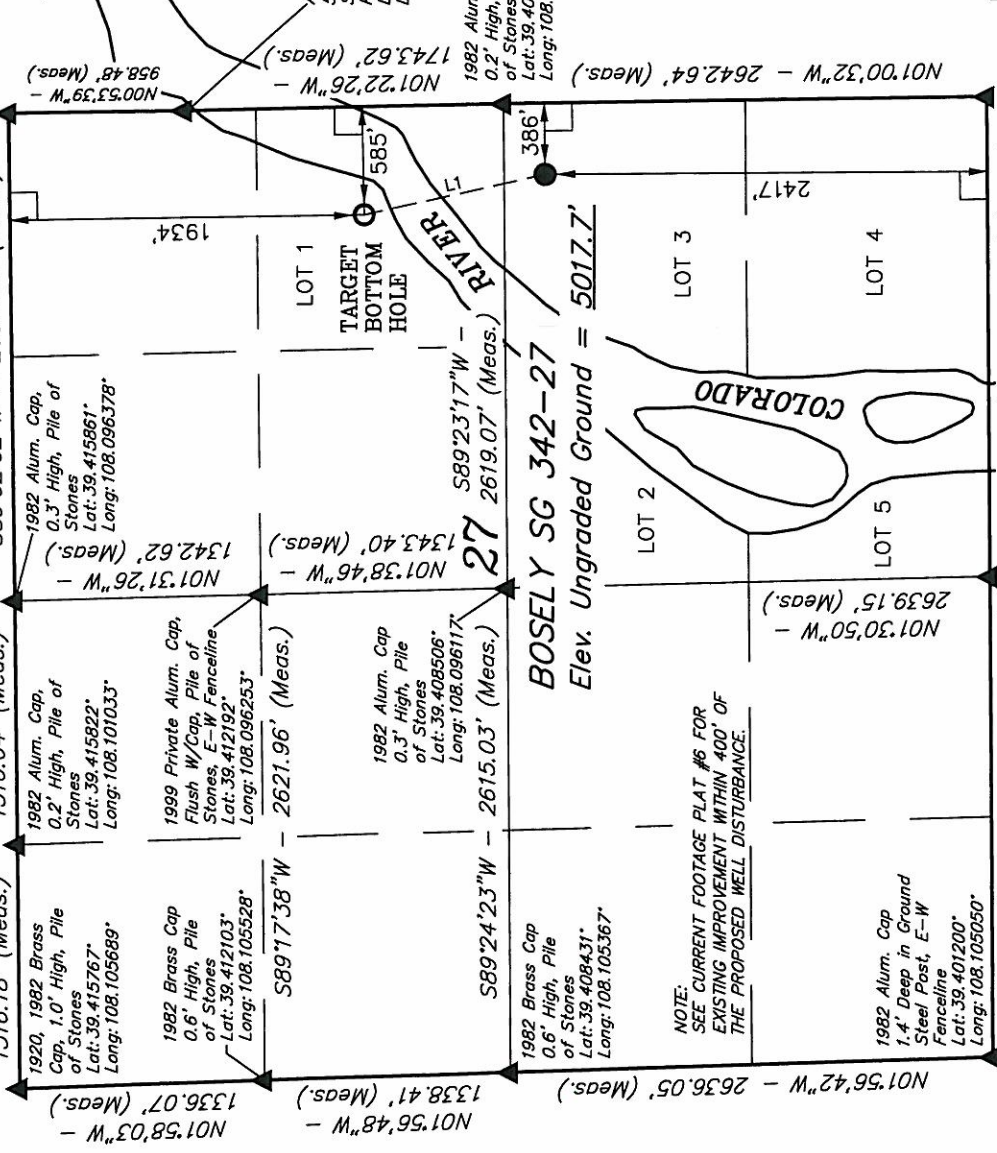 1920, 1982 Brass
Cap, 1.0' High, Pile
of Stones
Lat: 39.415767°
Long: 108.105689°
1982 Alum. Cap,
0.2' High, Pile of
Stones
Lat: 39.415822°
Long: 108.101033°
1982 Alum. Cap,
0.3' High, Pile of
Stones
Lat: 39.415861°
Long: 108.096378°
N01°58'03"W –
1336.07' (Meas.)
N01°31'26"W –
1342.62' (Meas.)
1934'
N00°53'39"W –
958.48' (Meas.)
1982 Brass Cap
0.6' High, Pile
of Stones
Lat: 39.412103°
Long: 108.105528°
1999 Private Alum. Cap,
Flush W/Cap, Pile of
Stones, E–W Fenceline
Lat: 39.412192°
Long: 108.096253°
LOT 1
S89°17'38"W – 2621.96' (Meas.)
N01°56'48"W –
1338.41' (Meas.)
N01°38'46"W –
1343.40' (Meas.)
TARGET
BOTTOM
HOLE
585'
N01°22'26"W –
1743.62' (Meas.)
1982 Alum. Cap
0.3' High, Pile
of Stones
Lat: 39.408506°
Long: 108.096117°
L1
RIVER
S89°24'23"W – 2615.03' (Meas.)
27
S89°23'17"W –
2619.07' (Meas.)
1982 Alum.
0.2' High,
of Stones
Long: 108.
1982 Brass Cap
0.6' High, Pile
of Stones
Lat: 39.408431°
Long: 108.105367°
BOSELY SG 342–27
Elev. Ungraded Ground = 5017.7'
386'
N01°00'32"W – 2642.64' (Meas.)
2417'
NOTE:
SEE CURRENT FOOTAGE PLAT #6 FOR
EXISTING IMPROVEMENT WITHIN 400' OF
THE PROPOSED WELL DISTURBANCE.
LOT 2
LOT 3
COLORADO
LOT 5
LOT 4
N01°56'42"W – 2636.05' (Meas.)
N01°30'50"W –
2639.15' (Meas.)
1982 Alum. Cap
1.4' Deep in Ground
Steel Post, E–W
Fenceline
Lat: 39.401200°
Long: 108.105050°